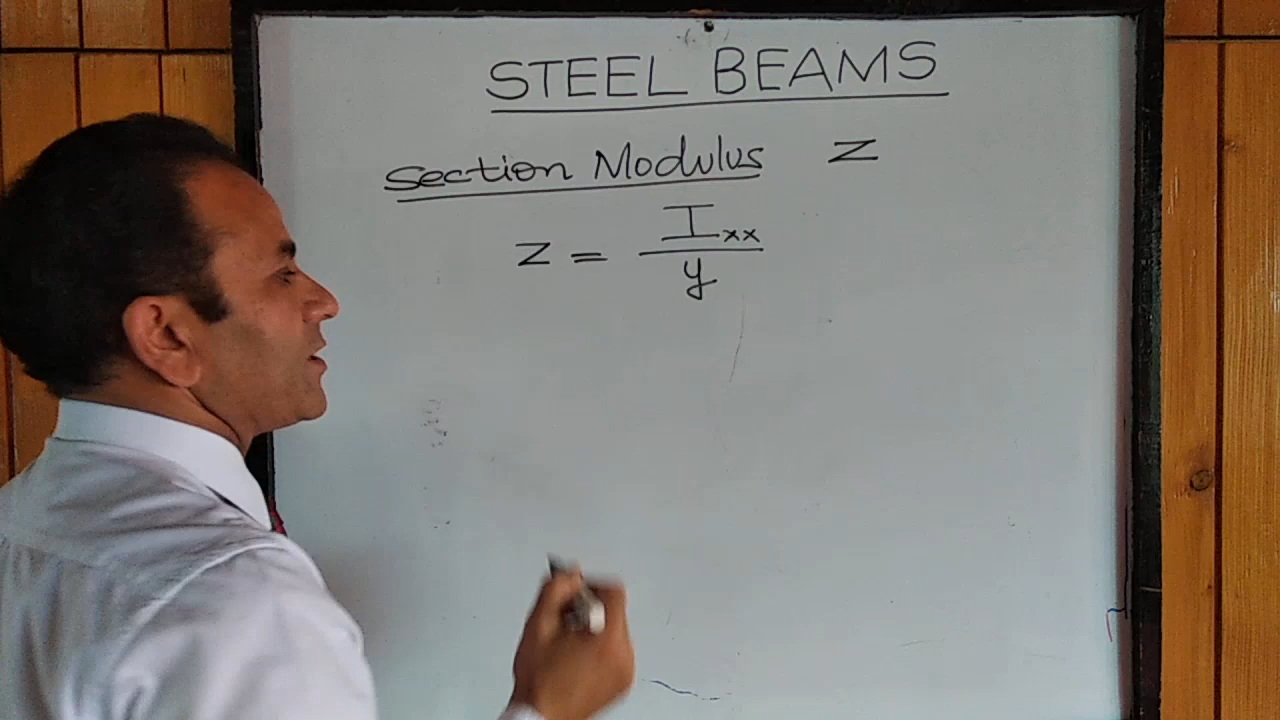 STEEL BEAMS
Section Modulus Z
Z = Ixx / y